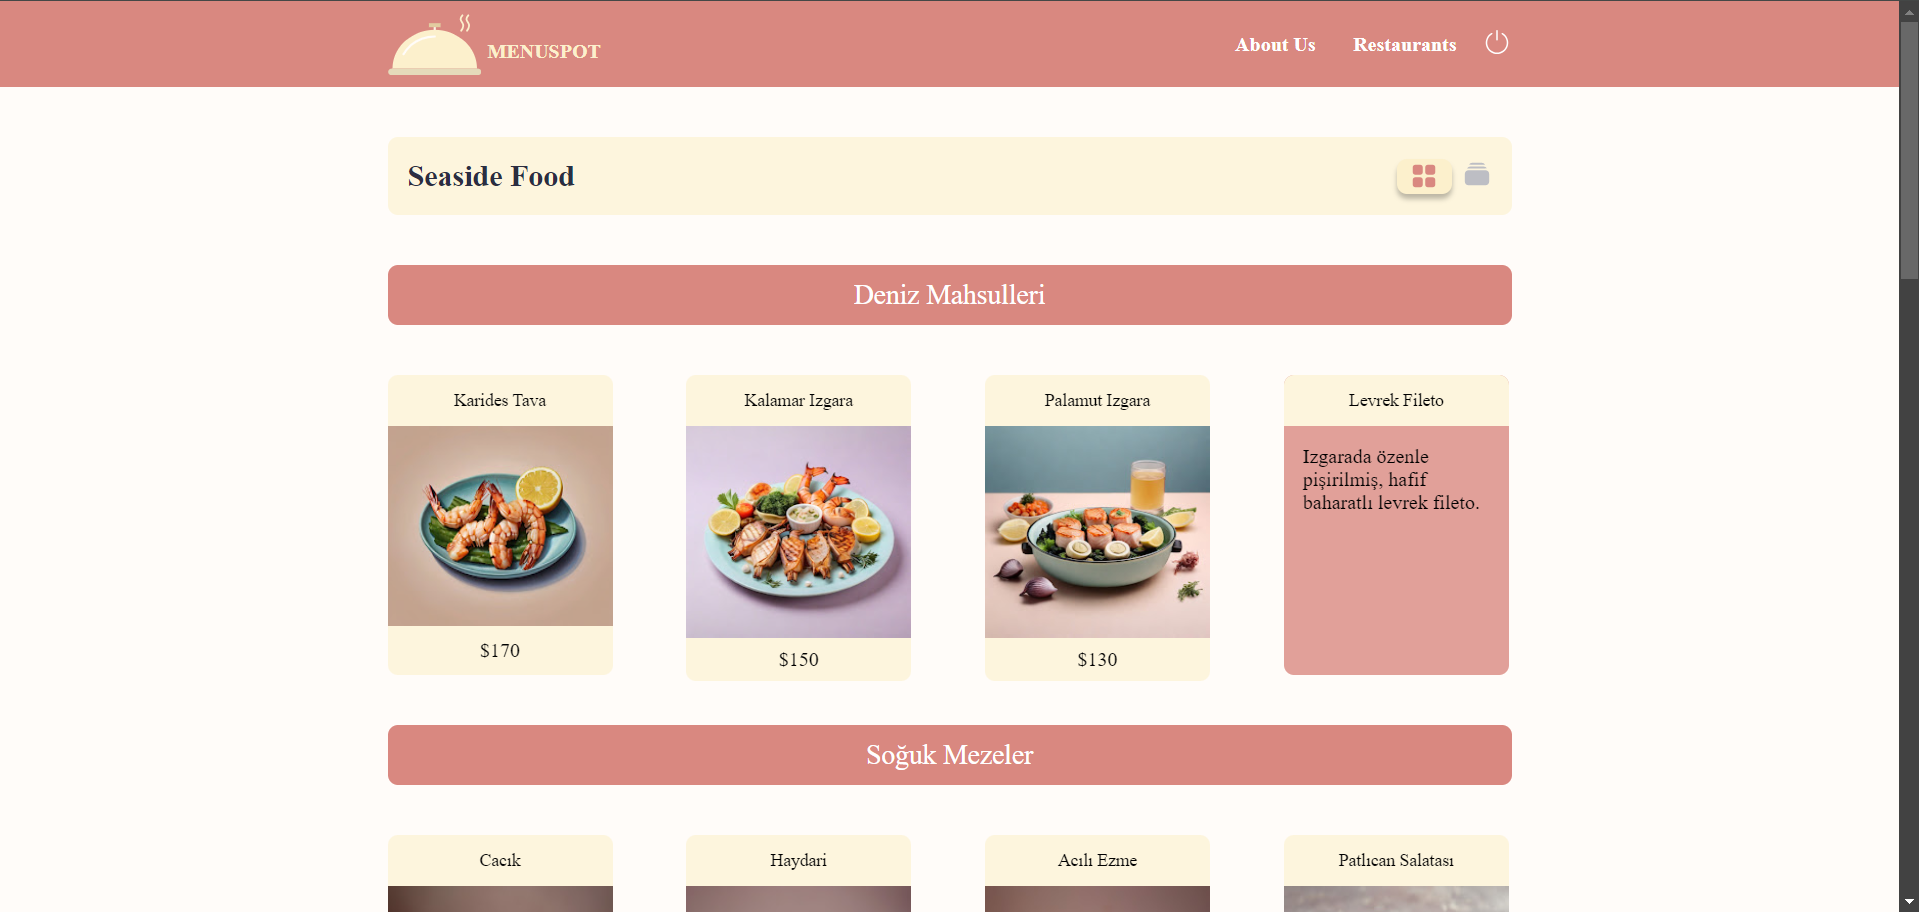 MENUSPOT
About Us
Restaurants
Seaside Food
Deniz Mahsulleri
Karides Tava
Kalamar Izgara
Palamut Izgara
Levrek Fileto
Izgarada özenle
pişirilmiş, hafif
baharatlı levrek fileto.
$170
$150
$130
Soğuk Mezeler
Cacık
Haydari
Acılı Ezme
Patlıcan Salatası